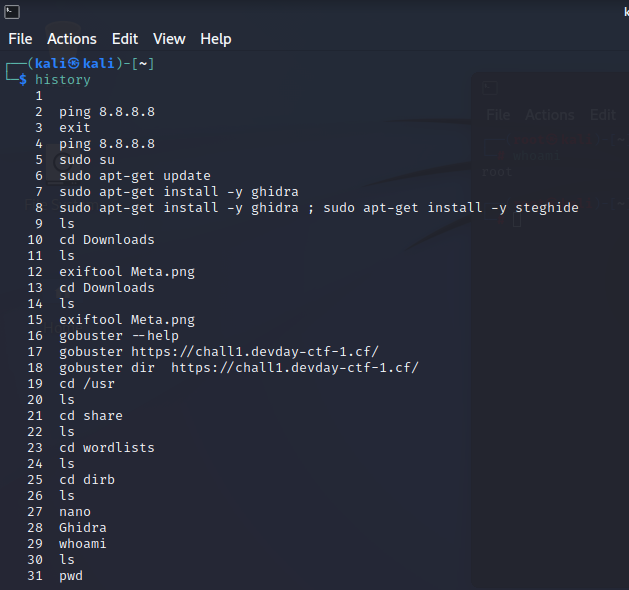 File Actions Edit View Help
┌──(kali㉿kali)-[~]
└─$ history
1
2 ping 8.8.8.8
3 exit
4 ping 8.8.8.8
5 sudo su
6 sudo apt-get update
7 sudo apt-get install -y ghidra
8 sudo apt-get install -y ghidra ; sudo apt-get install -y steghide
9 ls
10 cd Downloads
11 ls
12 exiftool Meta.png
13 cd Downloads
14 ls
15 exiftool Meta.png
16 gobuster --help
17 gobuster https://chall1.devday-ctf-1.cf/
18 gobuster dir  https://chall1.devday-ctf-1.cf/
19 cd /usr
20 ls
21 cd share
22 ls
23 cd wordlists
24 ls
25 cd dirb
26 ls
27 nano
28 Ghidra
29 whoami
30 ls
31 pwd
File Actions Edit
whoami
root